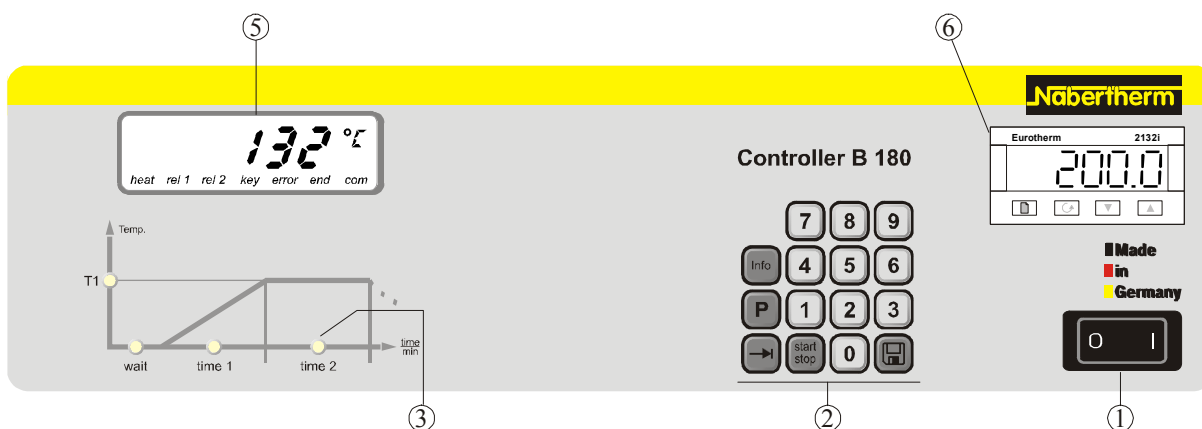 ⑤
⑥
Nabertherm
132 °C
heat rel 1 rel 2 key error end com
Eurotherm 2132i
200.0
Controller B 180
7 8 9
Info 4 5 6
P 1 2 3
start
stop 0
Made
in
Germany
O I
Temp.
T1
wait time 1 time 2
time
min
③
②
①